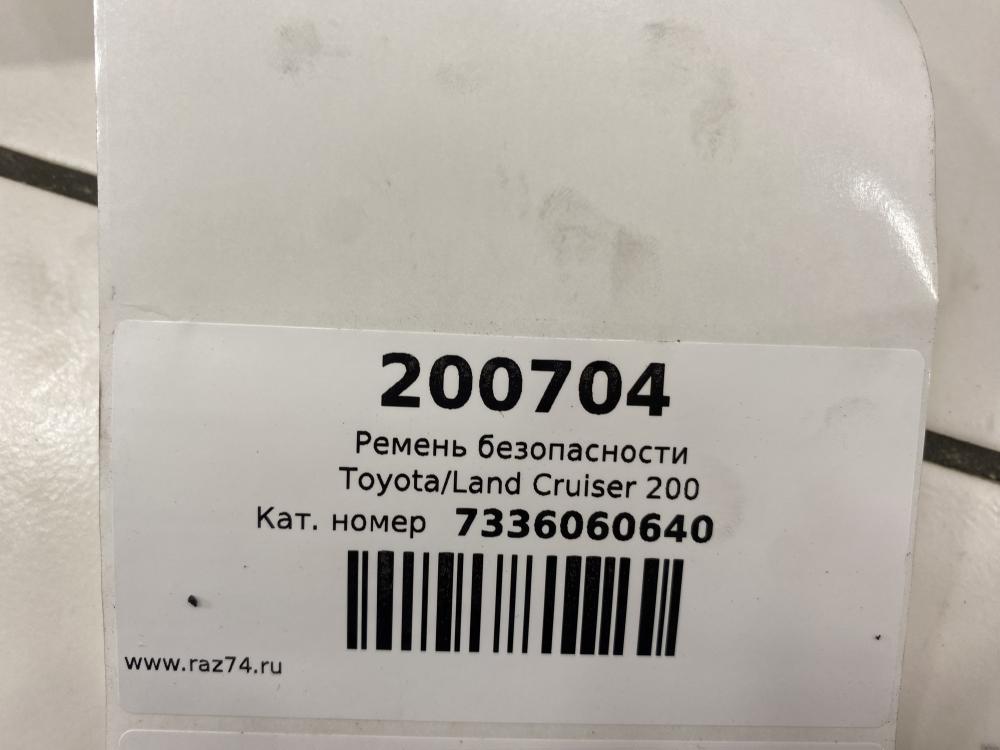 200704
Ремень безопасности
Toyota/Land Cruiser 200
Кат. номер 7336060640
www.raz74.ru